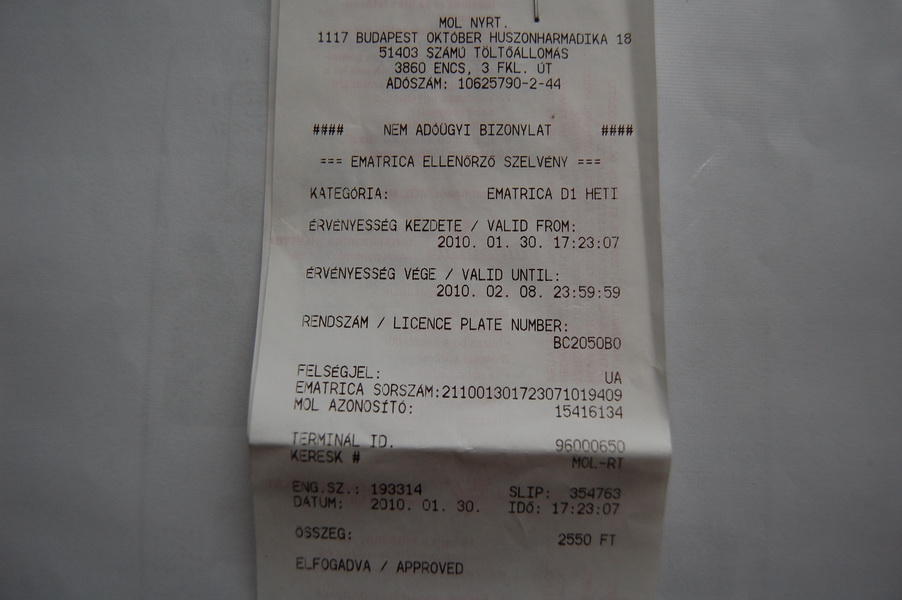 MOL NYRT.
1117 BUDAPEST OKTÓBER HUSZONHARMADIKA 18
51403 SZÁMÚ TÖLTŐÁLLOMÁS
3860 ENCS, 3 FKL. ÚT
ADÓSZÁM: 10625790-2-44
#### NEM ADÓÜGYI BIZONYLAT ####
=== EMATRICA ELLENŐRZŐ SZELVÉNY ===
KATEGÓRIA: EMATRICA D1 HETI
ÉRVÉNYESSÉG KEZDETE / VALID FROM:
2010. 01. 30. 17:23:07
ÉRVÉNYESSÉG VÉGE / VALID UNTIL:
2010. 02. 08. 23:59:59
RENDSZÁM / LICENCE PLATE NUMBER:
BC2050BO
FELSÉGJEL: UA
EMATRICA SORSZÁM:211001301723071019409
MOL AZONOSÍTÓ: 15416134
TERMINÁL ID. 96000650
KERESK # MOL-RT
ENG.SZ.: 193314 SLIP: 354763
DÁTUM: 2010. 01. 30. IDŐ: 17:23:07
ÖSSZEG: 2550 FT
ELFOGADVA / APPROVED